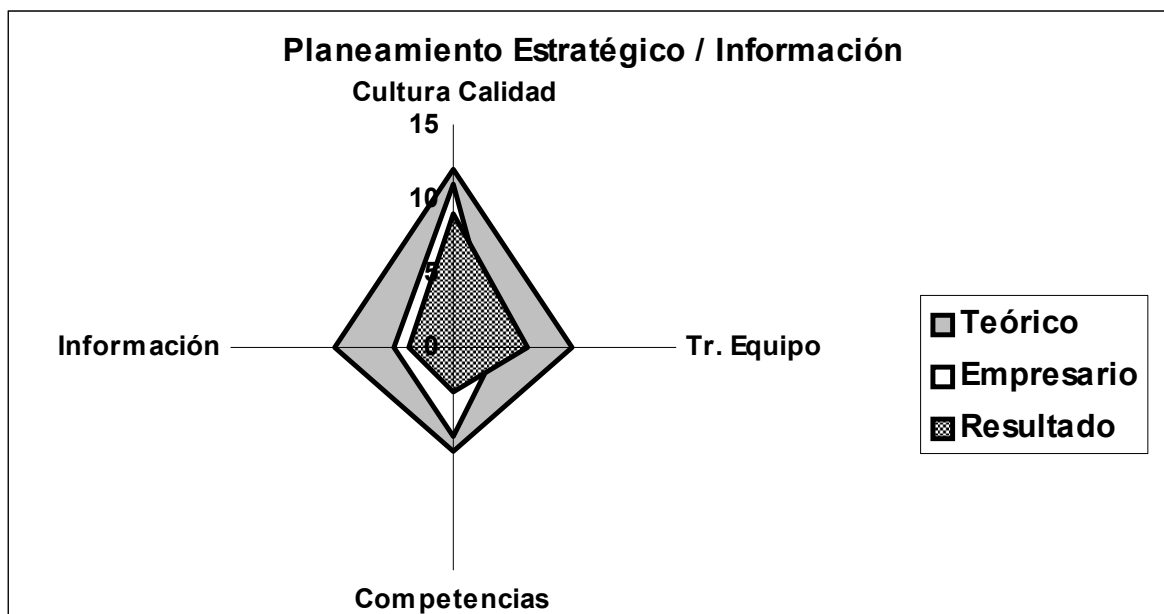 Planeamiento Estratégico / Información
Cultura Calidad
15
10
5
0
Información
Tr. Equipo
Competencias
Teórico
Empresario
Resultado